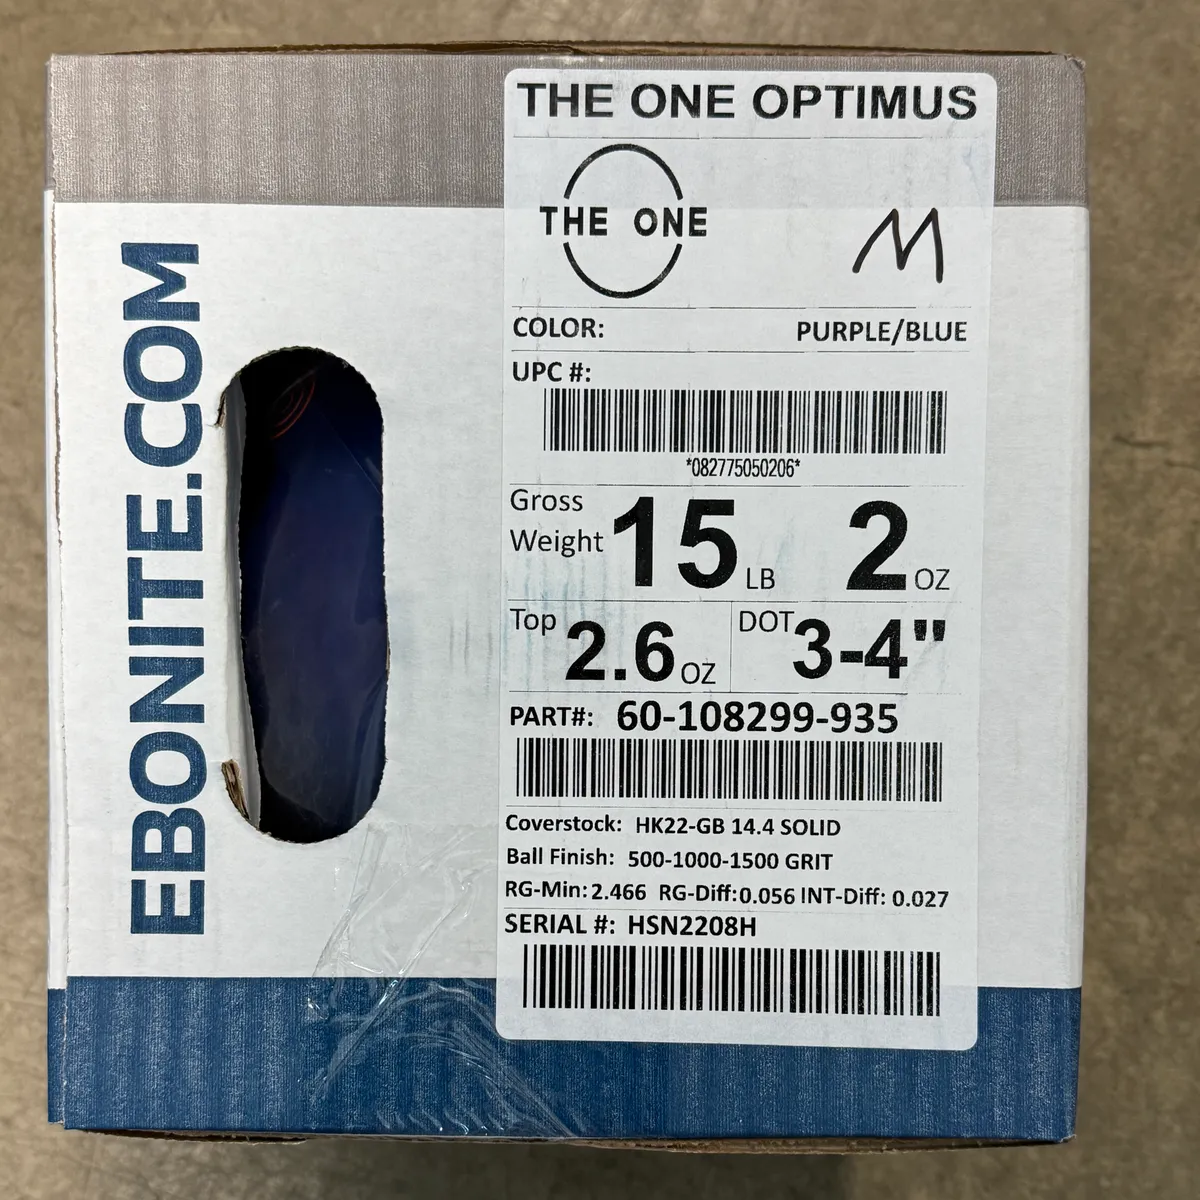 EBONITE.COM
THE ONE OPTIMUS
THE ONE
M
COLOR: PURPLE/BLUE
UPC #:
*082775050206*
Gross Weight 15 LB 2 OZ
Top 2.6 OZ DOT 3-4"
PART#: 60-108299-935
Coverstock: HK22-GB 14.4 SOLID
Ball Finish: 500-1000-1500 GRIT
RG-Min: 2.466 RG-Diff: 0.056 INT-Diff: 0.027
SERIAL #: HSN2208H